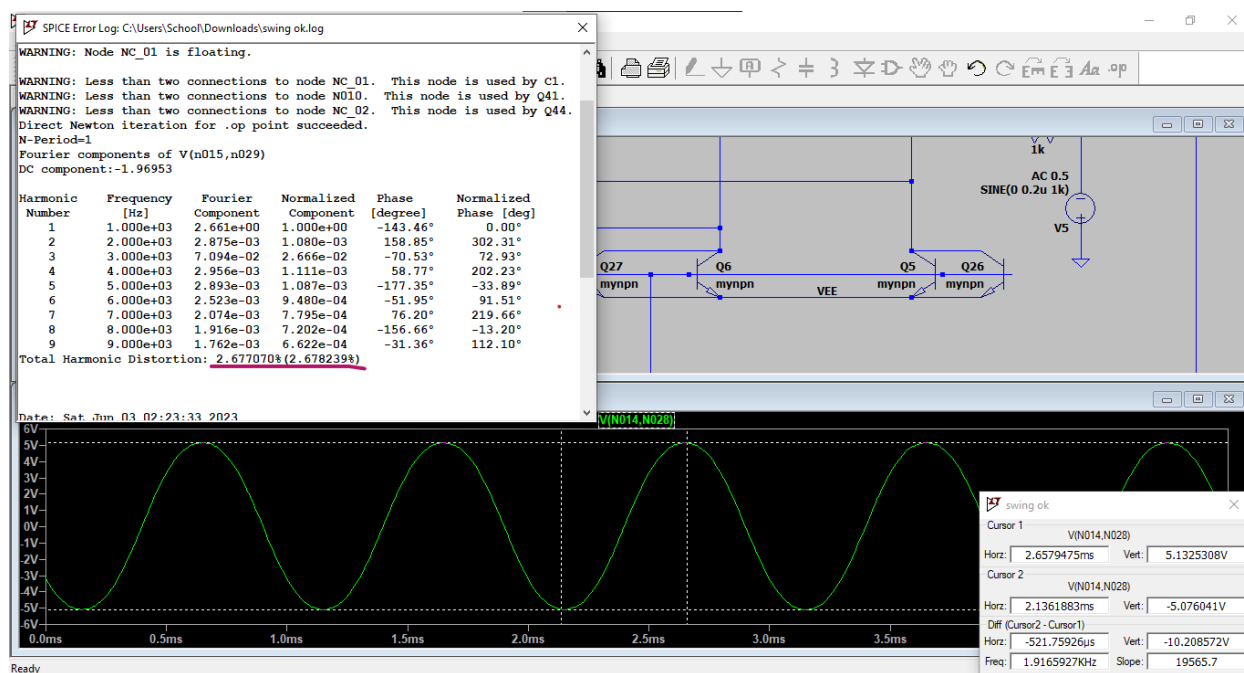 SPICE Error Log: C:\Users\School\Downloads\swing ok.log
WARNING: Node NC_01 is floating.
WARNING: Less than two connections to node NC_01.  This node is used by C1.
WARNING: Less than two connections to node N010.  This node is used by Q41.
WARNING: Less than two connections to node NC_02.  This node is used by Q44.
Direct Newton iteration for .op point succeeded.
N-Period=1
Fourier components of V(n015,n029)
DC component:-1.96953
Harmonic Frequency Fourier Normalized Phase Normalized
Number [Hz] Component Component [degree] Phase [deg]
1 1.000e+03 2.661e+00 1.000e+00 -143.46° 0.00°
2 2.000e+03 2.875e-03 1.080e-03 158.85° 302.31°
3 3.000e+03 7.094e-02 2.666e-02 -70.53° 72.93°
4 4.000e+03 2.956e-03 1.111e-03 58.77° 202.23°
5 5.000e+03 2.893e-03 1.087e-03 -177.35° -33.89°
6 6.000e+03 2.523e-03 9.480e-04 -51.95° 91.51°
7 7.000e+03 2.074e-03 7.795e-04 76.20° 219.66°
8 8.000e+03 1.916e-03 7.202e-04 -156.66° -13.20°
9 9.000e+03 1.762e-03 6.622e-04 -31.36° 112.10°
Total Harmonic Distortion: 2.677070%(2.678239%)
Date: Sat Jun 03 02:23:33 2023
Aa .op
1k
AC 0.5
SINE(0 0.2u 1k)
V5
Q27 Q6 Q5 Q26
mynpn mynpn VEE mynpn mynpn
V(N014,N028)
6V
5V
4V
3V
2V
1V
0V
-1V
-2V
-3V
-4V
-5V
-6V
0.0ms 0.5ms 1.0ms 1.5ms 2.0ms 2.5ms 3.0ms 3.5ms
swing ok
Cursor 1
V(N014,N028)
Horz: 2.6579475ms Vert: 5.1325308V
Cursor 2
V(N014,N028)
Horz: 2.1361883ms Vert: -5.076041V
Diff (Cursor2 - Cursor1)
Horz: -521.75926µs Vert: -10.208572V
Freq: 1.9165927KHz Slope: 19565.7
Ready